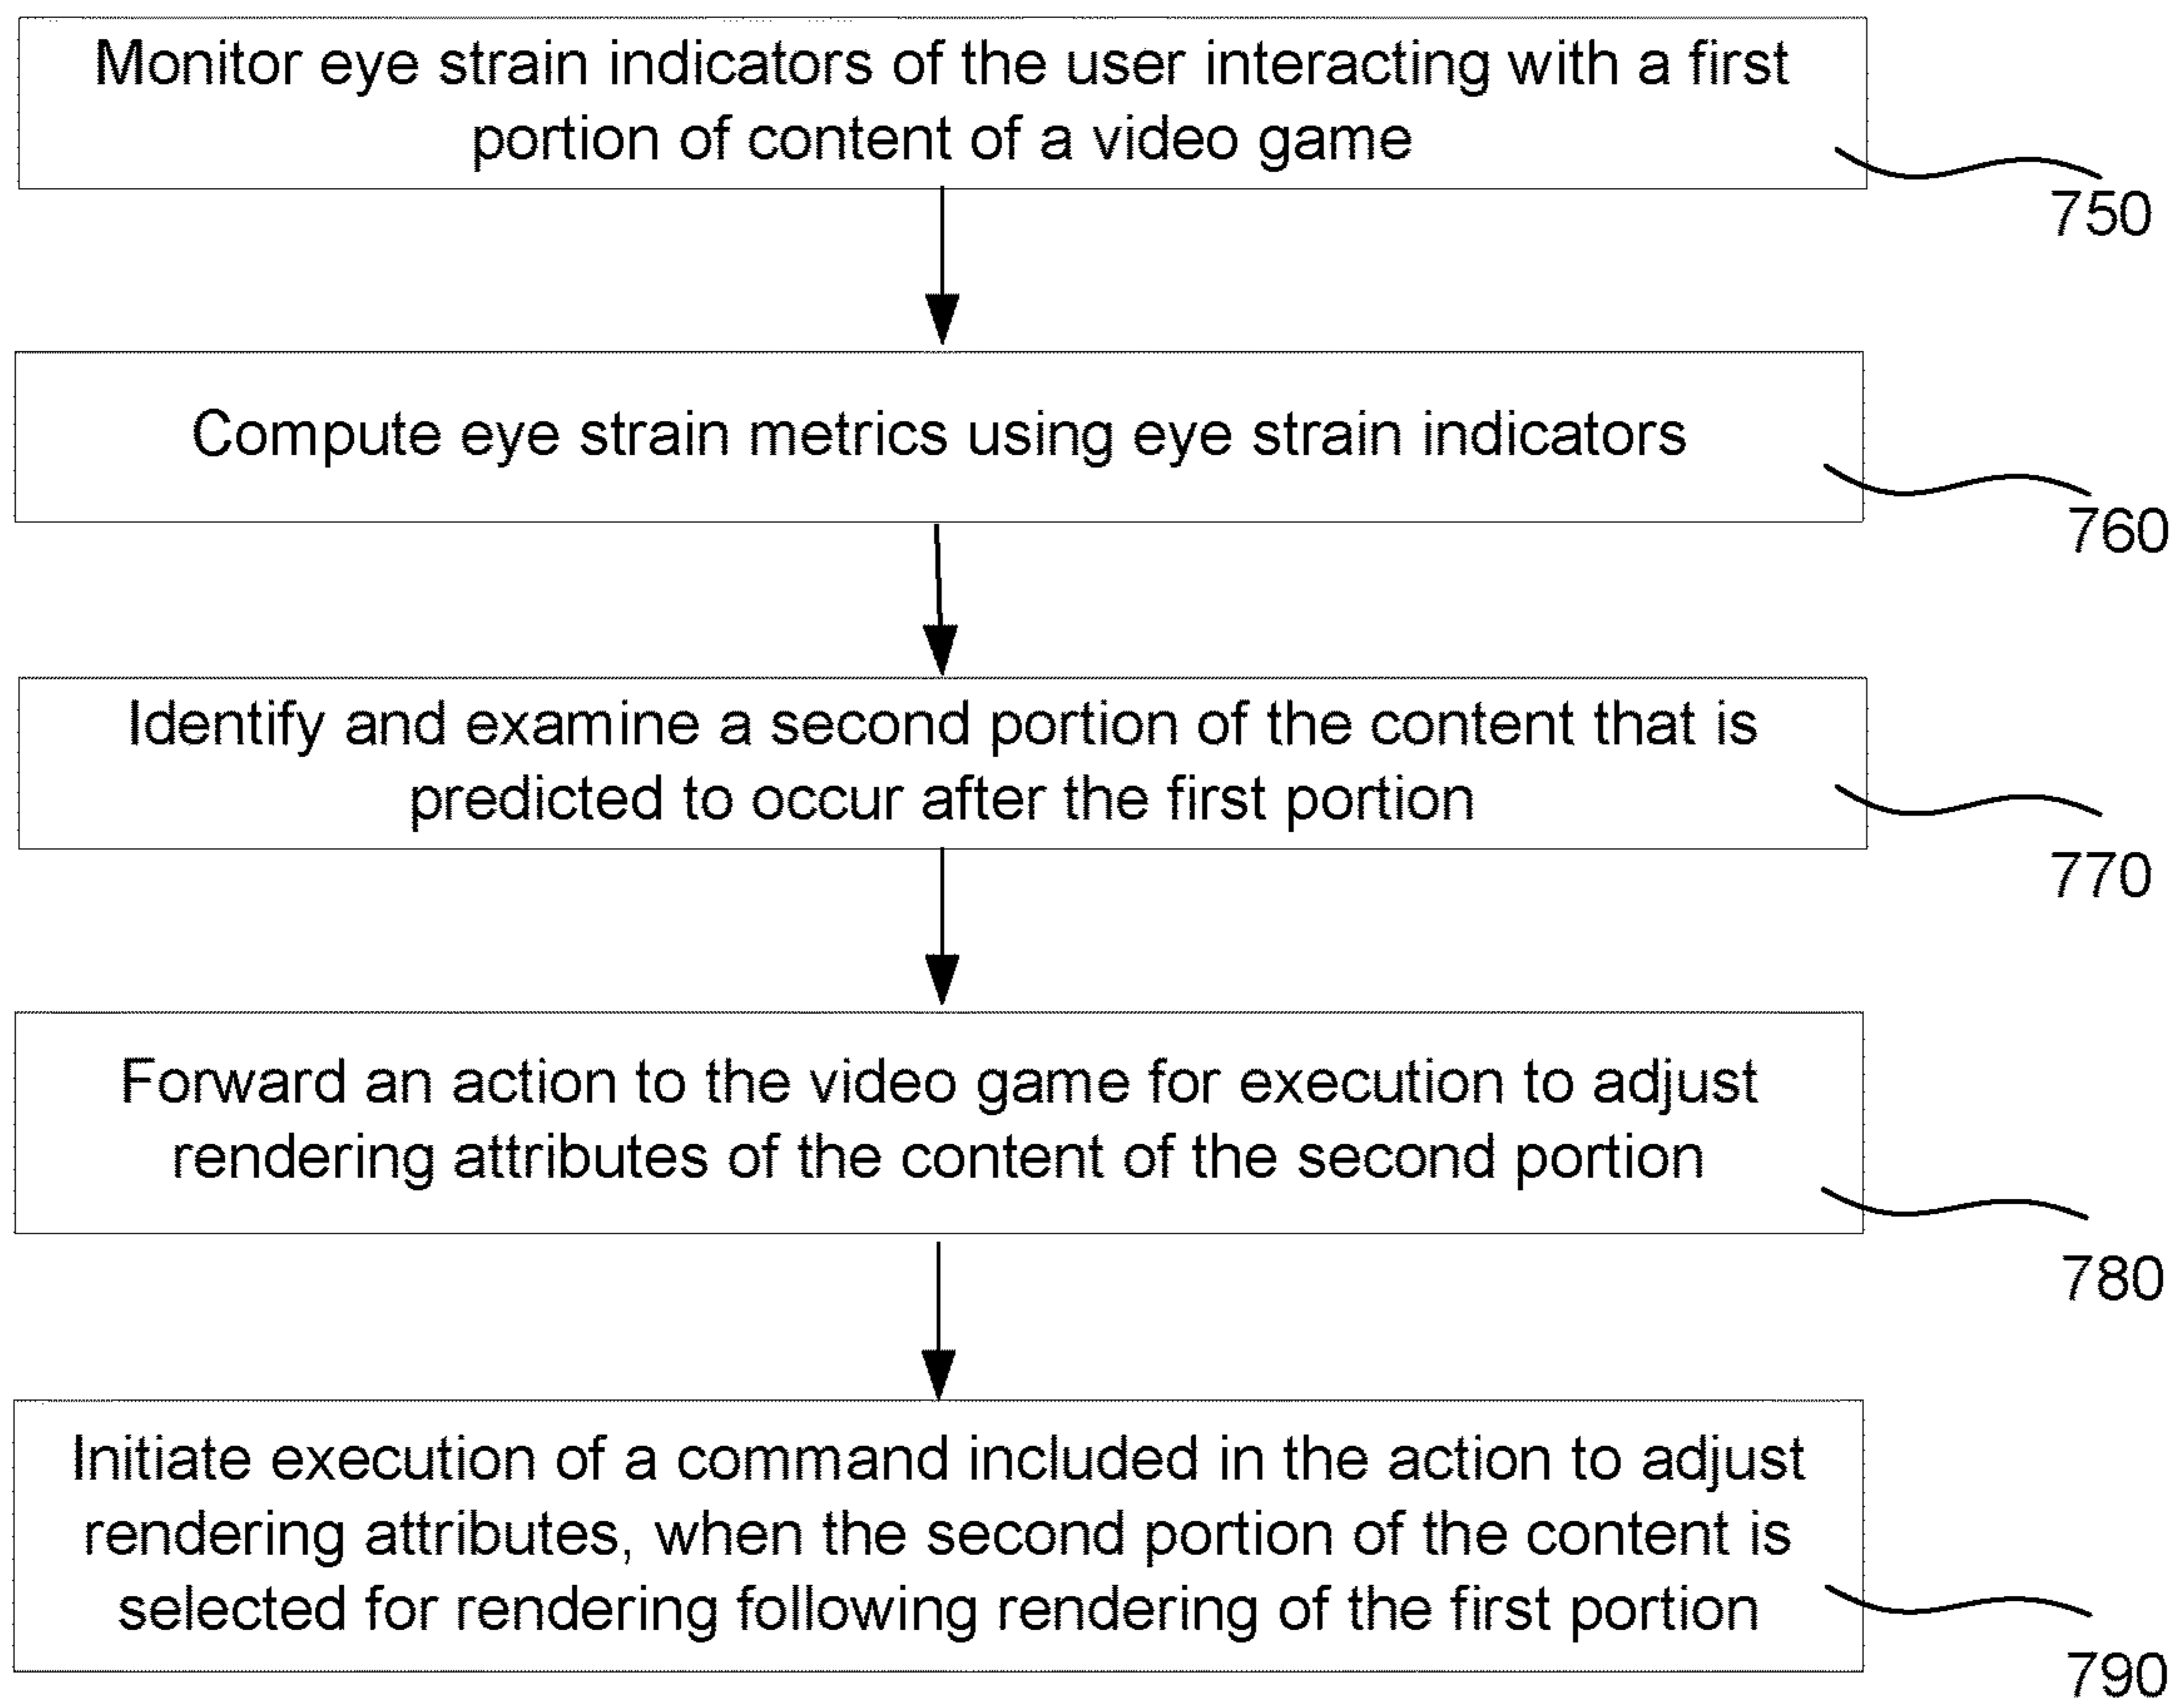 Monitor eye strain indicators of the user interacting with a first
portion of content of a video game
750
Compute eye strain metrics using eye strain indicators
760
Identify and examine a second portion of the content that is
predicted to occur after the first portion
770
Forward an action to the video game for execution to adjust
rendering attributes of the content of the second portion
780
Initiate execution of a command included in the action to adjust
rendering attributes, when the second portion of the content is
selected for rendering following rendering of the first portion
790